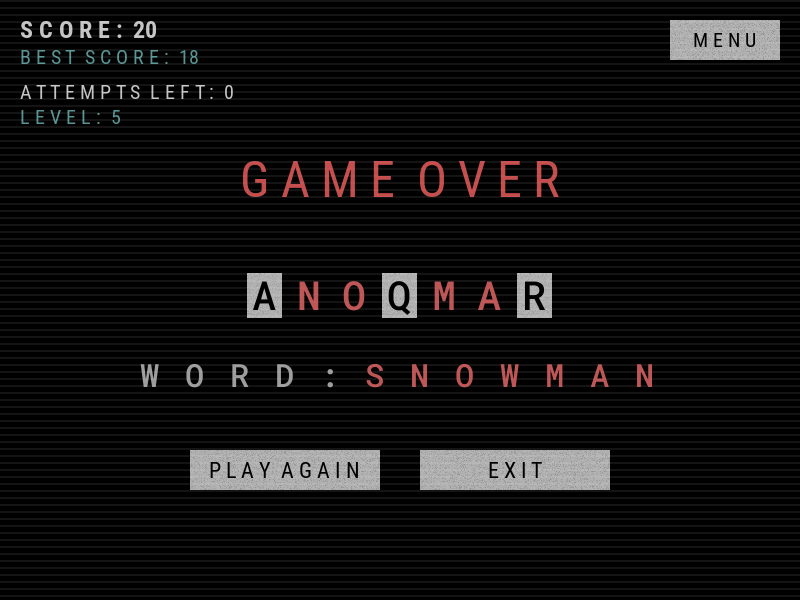 SCORE: 20
MENU
BEST SCORE: 18
ATTEMPTS LEFT: 0
LEVEL: 5
GAME OVER
ANOQMAR
WORD: SNOWMAN
PLAY AGAIN
EXIT